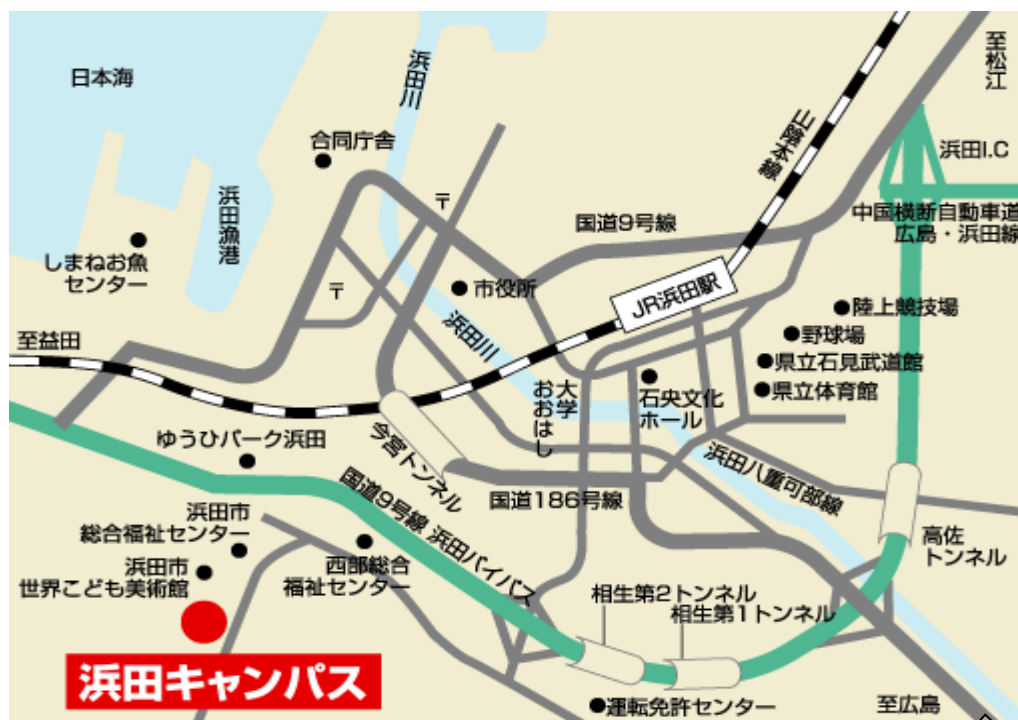 日本海
浜田川
至松江
合同庁舎
山陰本線
浜田I.C
〒
浜田漁港
国道9号線
中国横断自動車道
広島・浜田線
しまねお魚
センター
〒
市役所
JR浜田駅
陸上競技場
至益田
浜田川
野球場
県立石見武道館
大学
おおはし
石央文化
ホール
県立体育館
ゆうひパーク浜田
今宮トンネル
国道186号線
浜田八重可部線
国道9号線 浜田バイパス
浜田市
総合福祉センター
西部総合
福祉センター
高佐
トンネル
浜田市
世界こども美術館
相生第2トンネル
相生第1トンネル
浜田キャンパス
運転免許センター
至広島